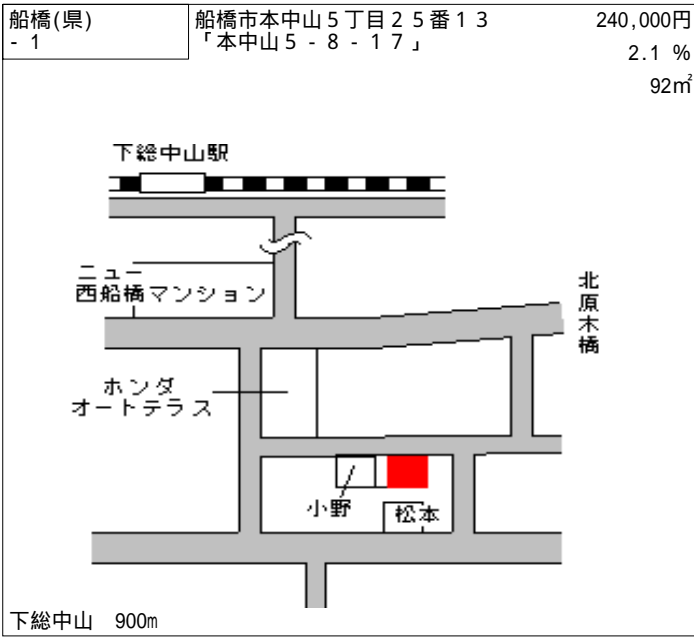 船橋(県)
- 1
船橋市本中山５丁目２５番１３
「本中山５－８－１７」
240,000円
2.1 %
92㎡
下総中山駅
ニュー
西船橋マンション
北原木橋
ホンダ
オートテラス
小野
松本
下総中山　900m